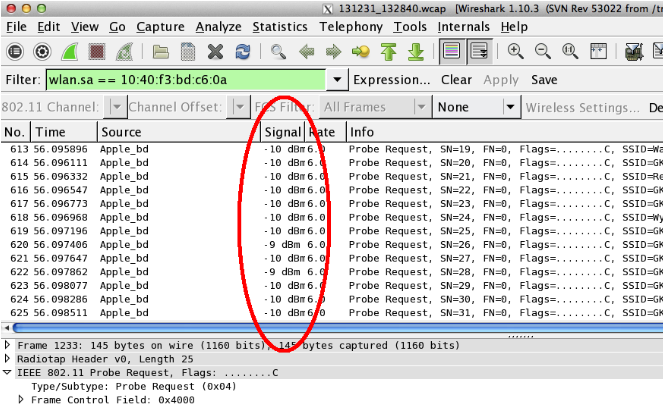 131231_132840.wcap [Wireshark 1.10.3 (SVN Rev 53022 from /t
File Edit View Go Capture Analyze Statistics Telephony Tools Internals Help
Filter: wlan.sa == 10:40:f3:bd:c6:0a Expression... Clear Apply Save
802.11 Channel: Channel Offset: FCS Filter: All Frames None Wireless Settings... De
No. Time Source Signal Rate Info
613 56.095896 Apple_bd -10 dBm 6.0 Probe Request, SN=19, FN=0, Flags=........C, SSID=Wa
614 56.096111 Apple_bd -10 dBm 6.0 Probe Request, SN=20, FN=0, Flags=........C, SSID=GK
615 56.096332 Apple_bd -10 dBm 6.0 Probe Request, SN=21, FN=0, Flags=........C, SSID=Re
616 56.096547 Apple_bd -10 dBm 6.0 Probe Request, SN=22, FN=0, Flags=........C, SSID=GK
617 56.096773 Apple_bd -10 dBm 6.0 Probe Request, SN=23, FN=0, Flags=........C, SSID=GK
618 56.096968 Apple_bd -10 dBm 6.0 Probe Request, SN=24, FN=0, Flags=........C, SSID=Wy
619 56.097196 Apple_bd -10 dBm 6.0 Probe Request, SN=25, FN=0, Flags=........C, SSID=GK
620 56.097406 Apple_bd -9 dBm 6.0 Probe Request, SN=26, FN=0, Flags=........C, SSID=GK
621 56.097647 Apple_bd -10 dBm 6.0 Probe Request, SN=27, FN=0, Flags=........C, SSID=GK
622 56.097862 Apple_bd -9 dBm 6.0 Probe Request, SN=28, FN=0, Flags=........C, SSID=GK
623 56.098077 Apple_bd -10 dBm 6.0 Probe Request, SN=29, FN=0, Flags=........C, SSID=GK
624 56.098286 Apple_bd -10 dBm 6.0 Probe Request, SN=30, FN=0, Flags=........C, SSID=GK
625 56.098511 Apple_bd -10 dBm 6.0 Probe Request, SN=31, FN=0, Flags=........C, SSID=GK
Frame 1233: 145 bytes on wire (1160 bits), 145 bytes captured (1160 bits)
Radiotap Header v0, Length 25
IEEE 802.11 Probe Request, Flags: ........C
Type/Subtype: Probe Request (0x04)
Frame Control Field: 0x4000